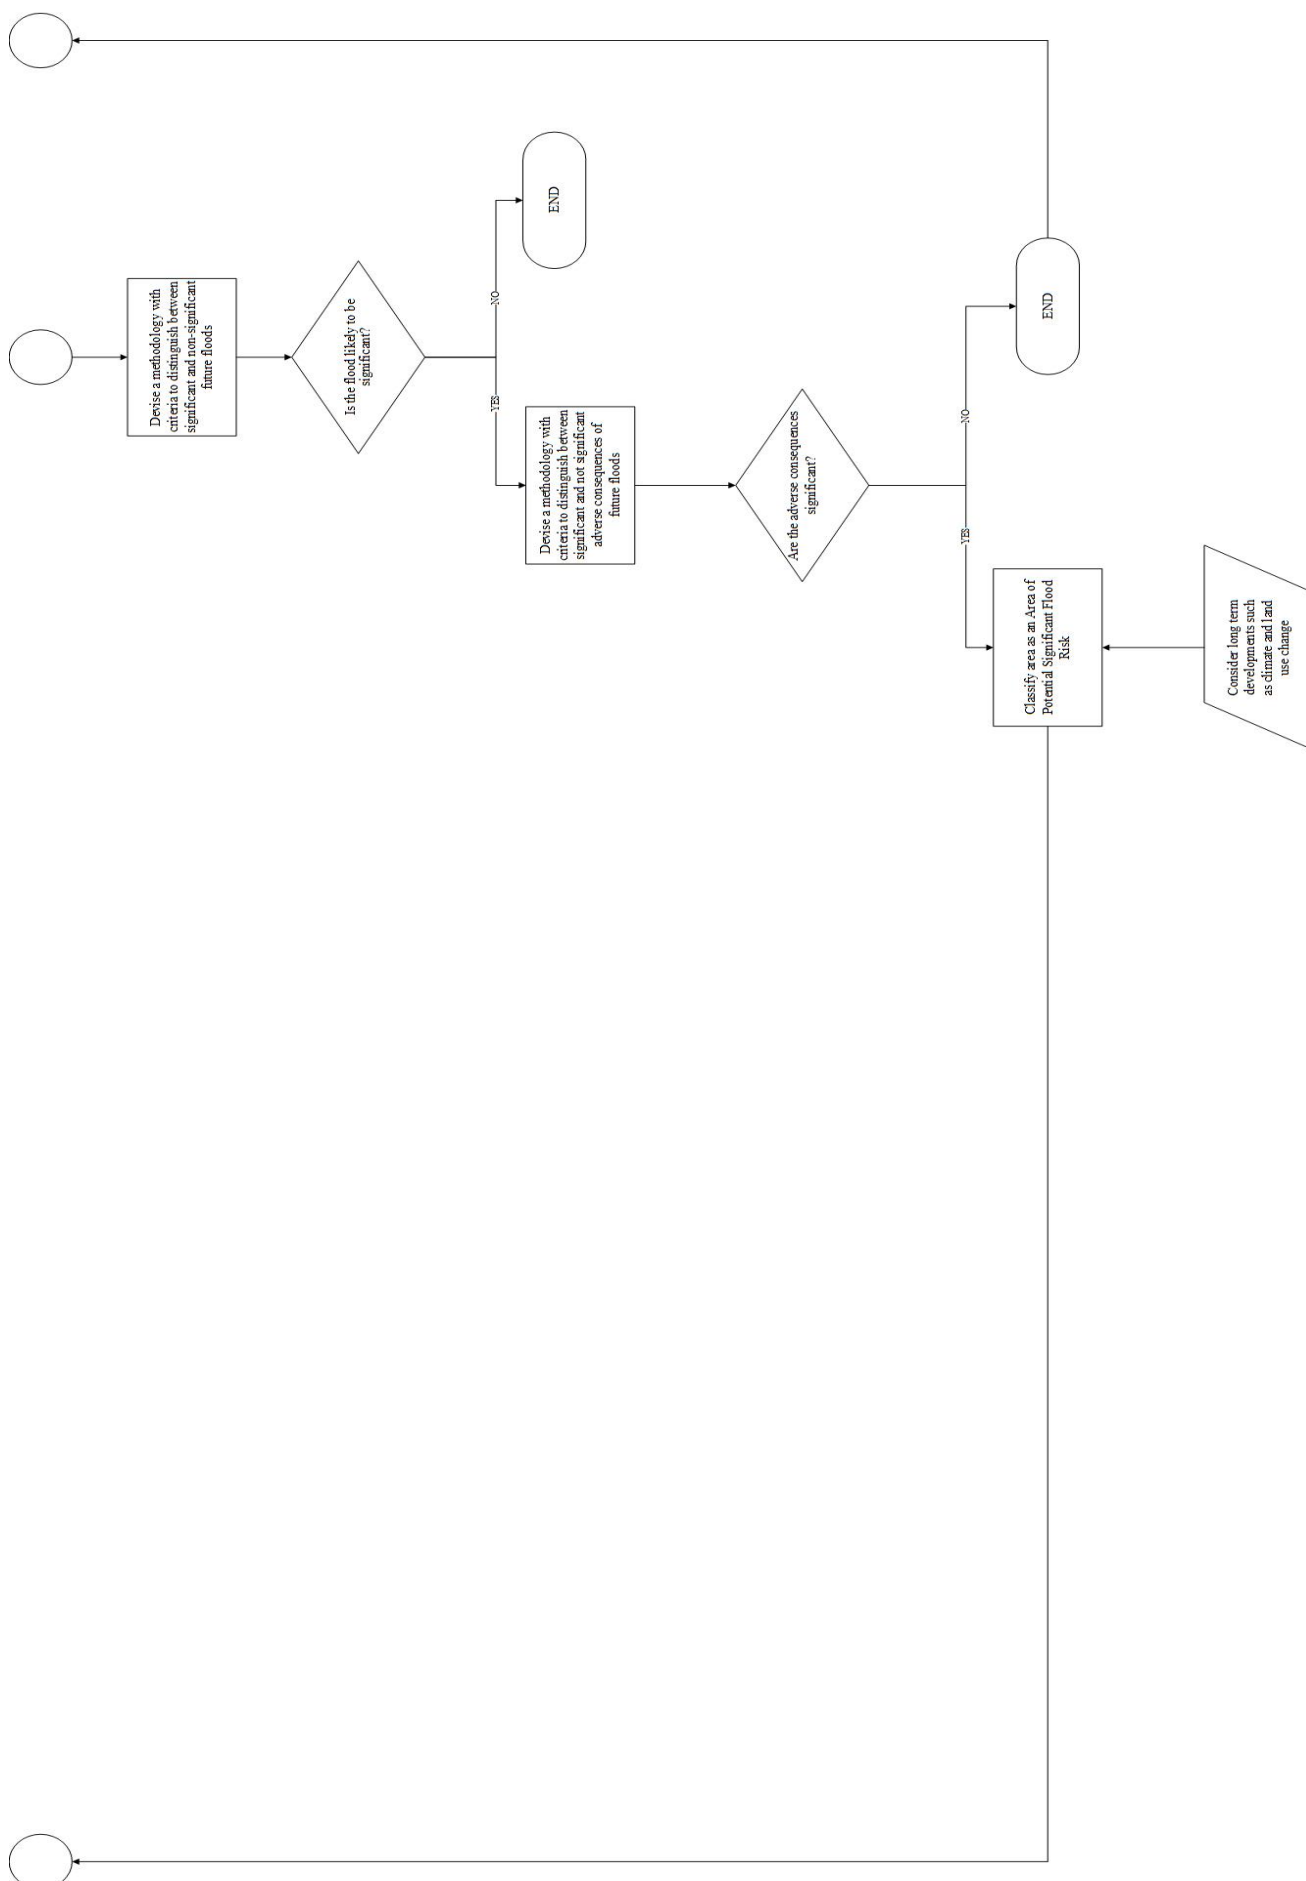 Devise a methodology with
criteria to distinguish between
significant and non-significant
future floods
Is the flood likely to be
significant?
NO
END
YES
Devise a methodology with
criteria to distinguish between
significant and not significant
adverse consequences of
future floods
Are the adverse consequences
significant?
NO
END
YES
Classify area as an Area of
Potential Significant Flood
Risk
Consider long term
developments such
as climate and land
use change